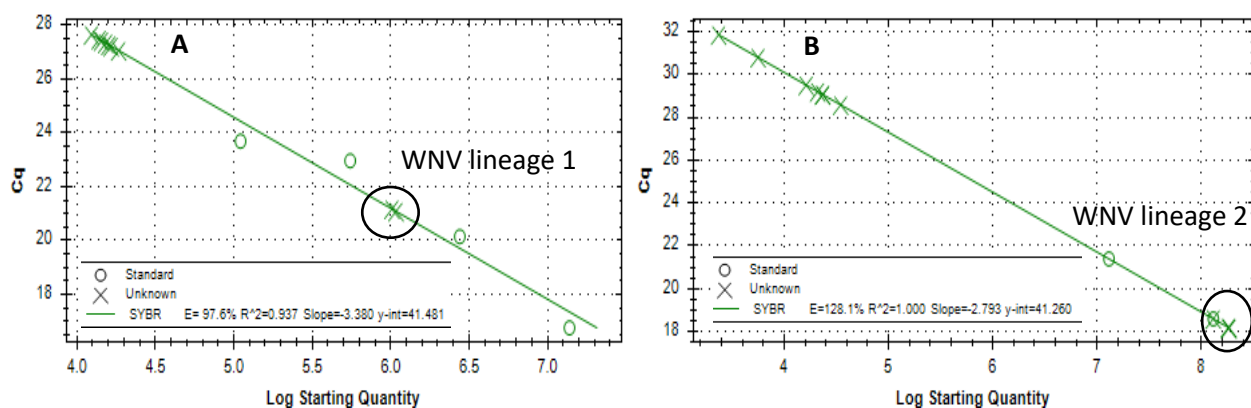 A
28
26
24
22
20
18
Cq
WNV lineage 1
Standard
Unknown
SYBR E= 97.6% R^2=0.937 Slope=-3.380 y-int=41.481
4.0 4.5 5.0 5.5 6.0 6.5 7.0
Log Starting Quantity
B
32
30
28
26
24
22
20
18
Cq
WNV lineage 2
Standard
Unknown
SYBR E=128.1% R^2=1.000 Slope=-2.793 y-int=41.260
4 5 6 7 8
Log Starting Quantity